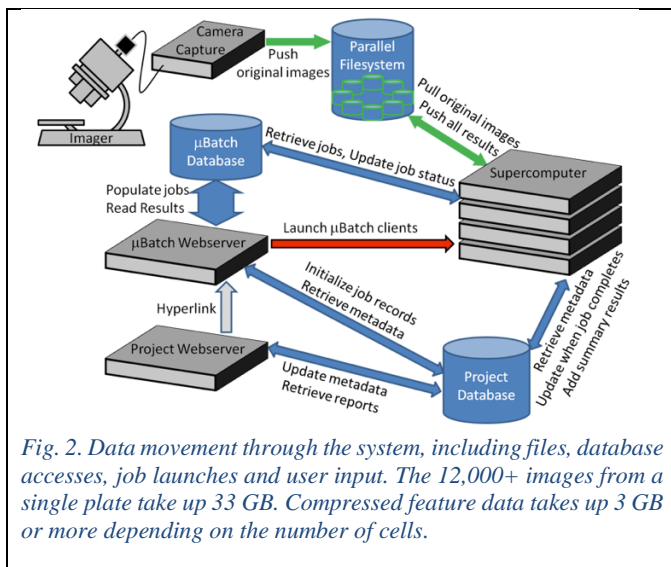 Camera
Capture
Push
original images
Parallel
Filesystem
Pull original images
Push all results
Imager
µBatch
Database
Retrieve jobs, Update job status
Supercomputer
Populate jobs
Read Results
Launch µBatch clients
µBatch Webserver
Initialize job records
Retrieve metadata
Hyperlink
Retrieve metadata
Update when job completes
Add summary results
Project Webserver
Update metadata
Retrieve reports
Project
Database
Fig. 2. Data movement through the system, including files, database
accesses, job launches and user input. The 12,000+ images from a
single plate take up 33 GB. Compressed feature data takes up 3 GB
or more depending on the number of cells.